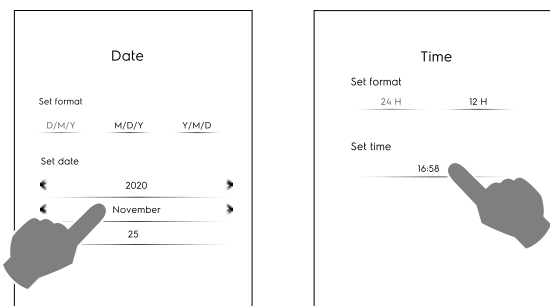 Date
Set format
D/M/Y M/D/Y Y/M/D
Set date
2020
November
25
Time
Set format
24 H 12 H
Set time
16:58